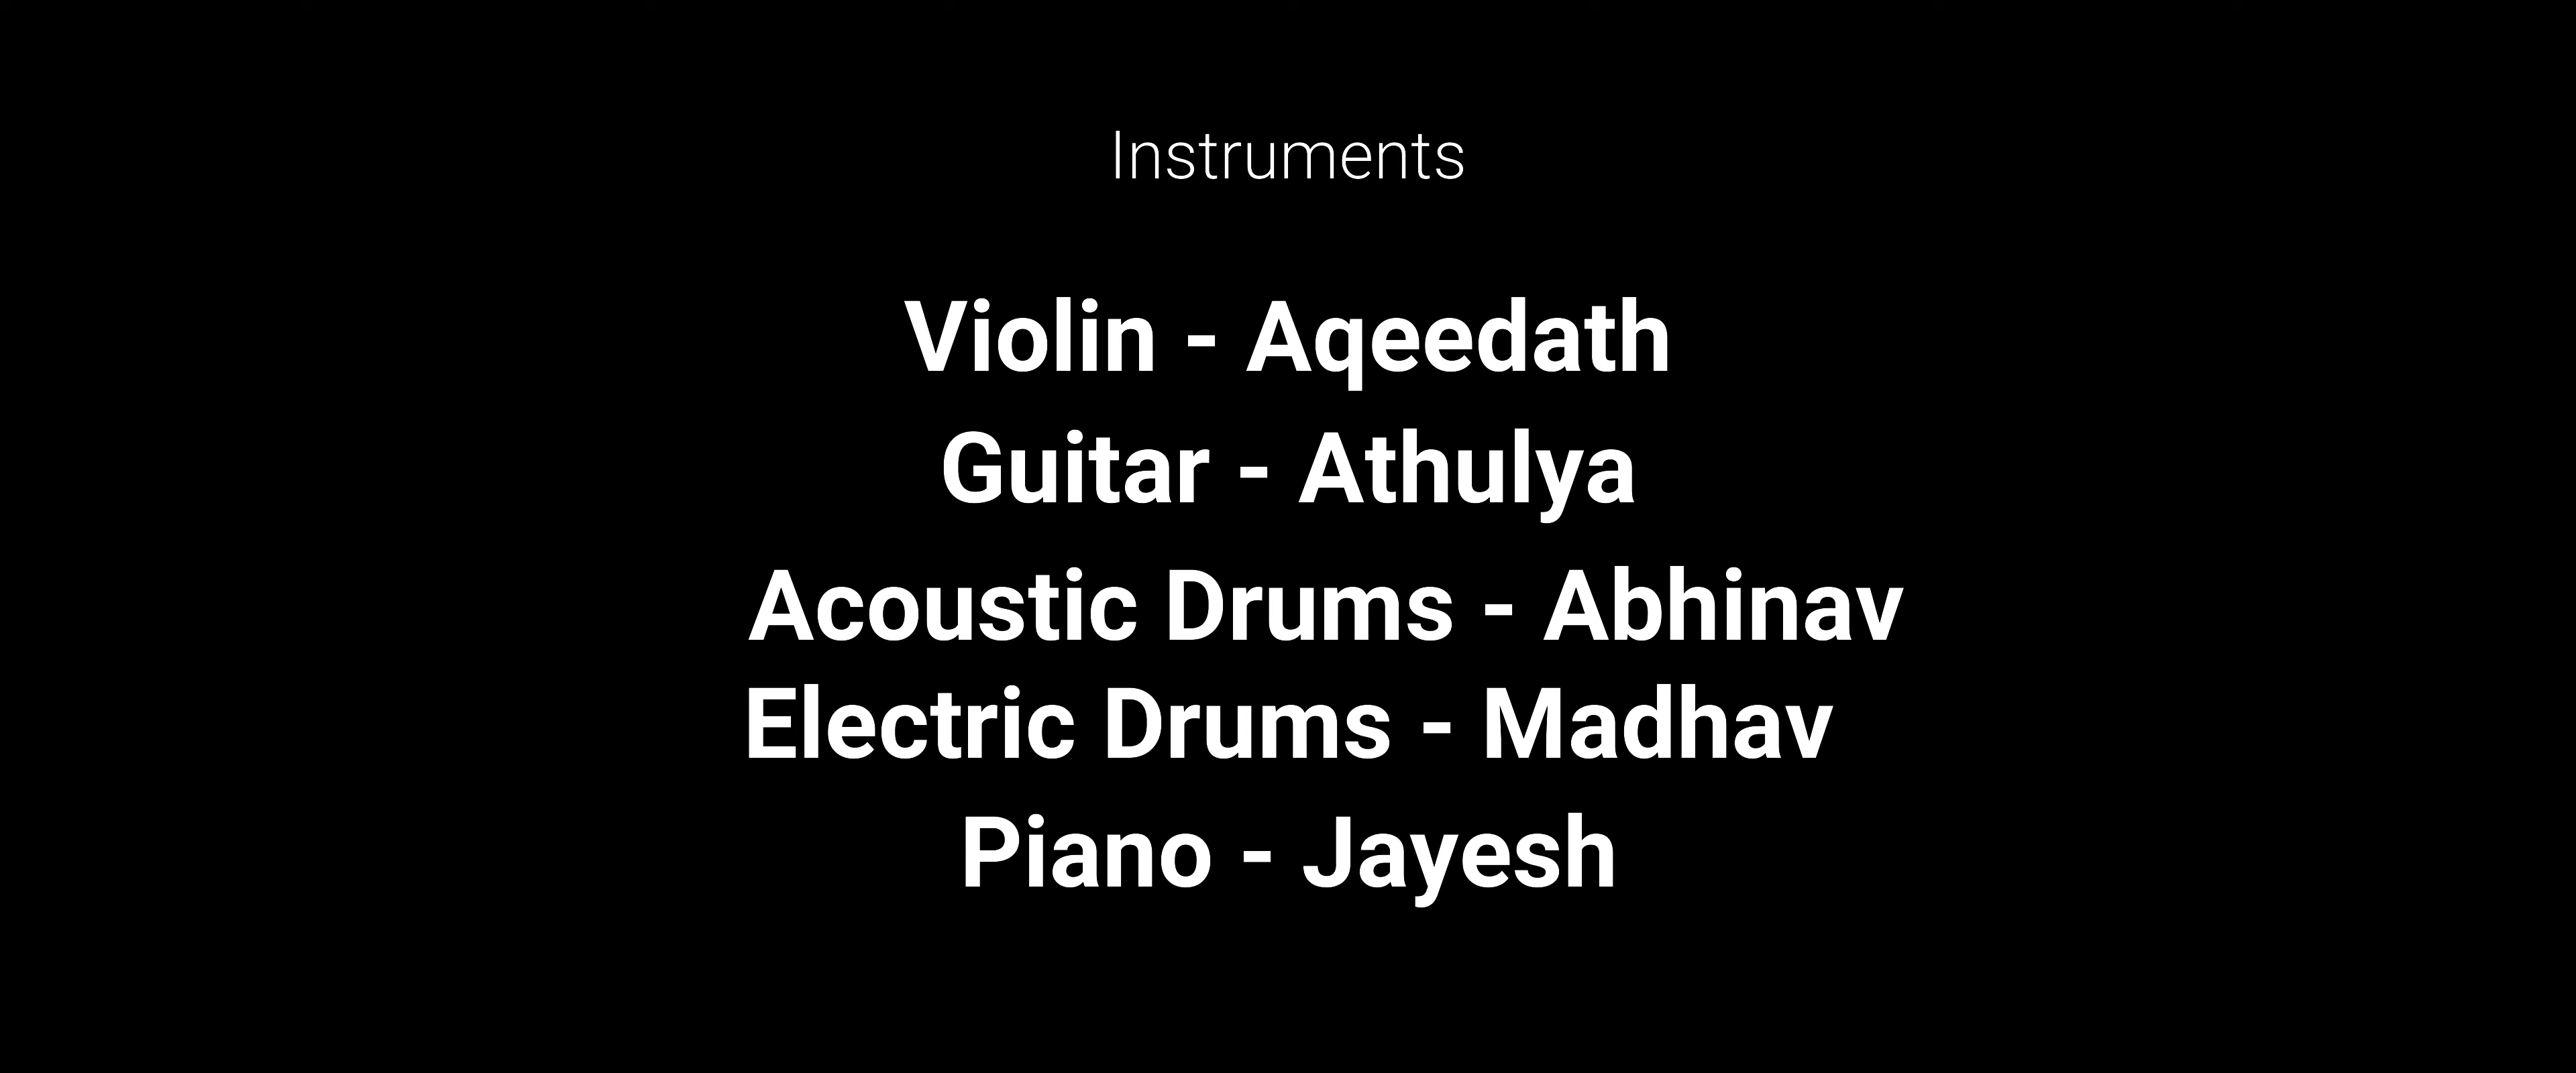 Instruments
Violin - Aqeedath
Guitar - Athulya
Acoustic Drums - Abhinav
Electric Drums - Madhav
Piano - Jayesh